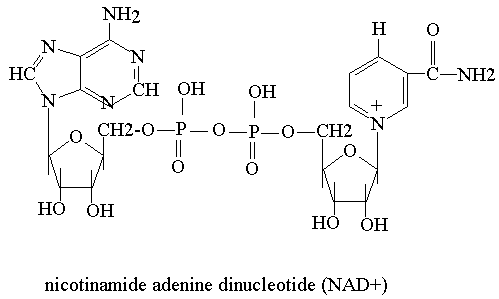 NH2
H O
N N
HC CH C NH2
OH OH
N N +
CH2-O P O P O CH2 N
O O O O
HO OH HO OH
nicotinamide adenine dinucleotide (NAD+)